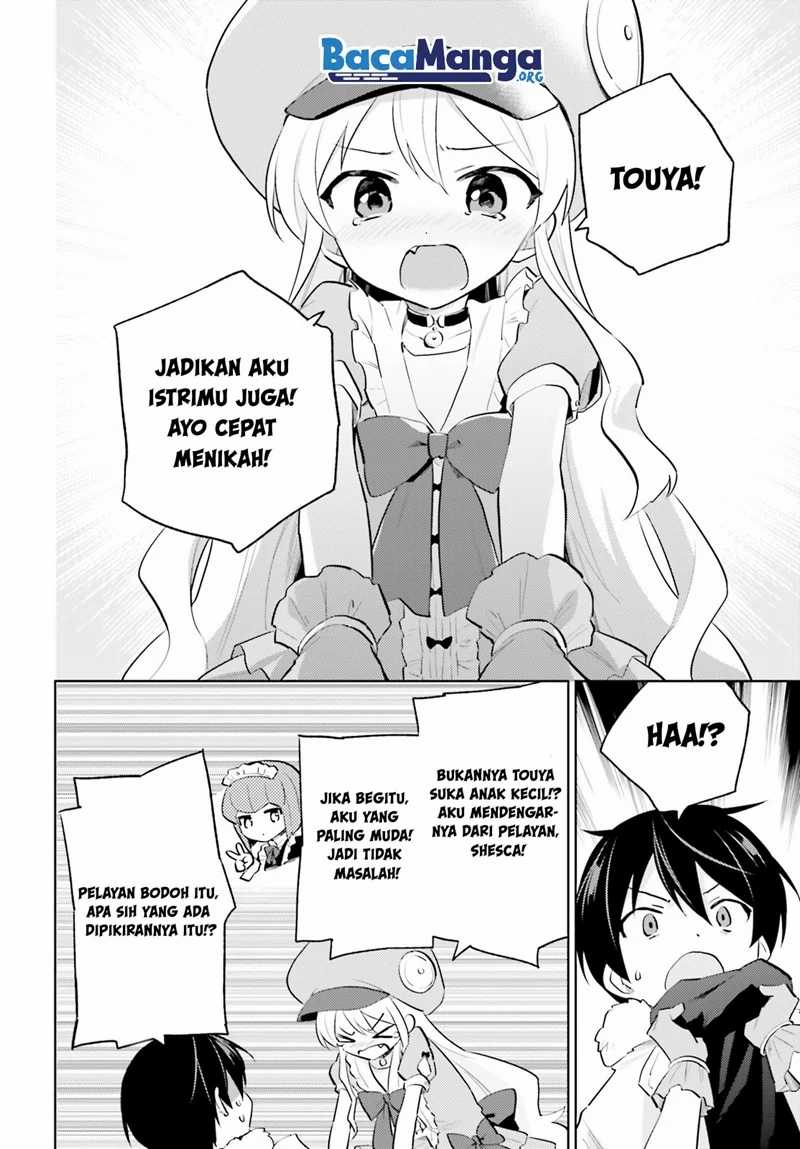 BacaManga
.ORG
TOUYA!
JADIKAN AKU
ISTRIMU JUGA!
AYO CEPAT
MENIKAH!
HAA!?
BUKANNYA TOUYA
SUKA ANAK KECIL!?
AKU MENDENGAR-
NYA DARI PELAYAN,
SHESCA!
JIKA BEGITU,
AKU YANG
PALING MUDA!
JADI TIDAK
MASALAH!
PELAYAN BODOH ITU,
APA SIH YANG ADA
DIPIKIRANNYA ITU!?